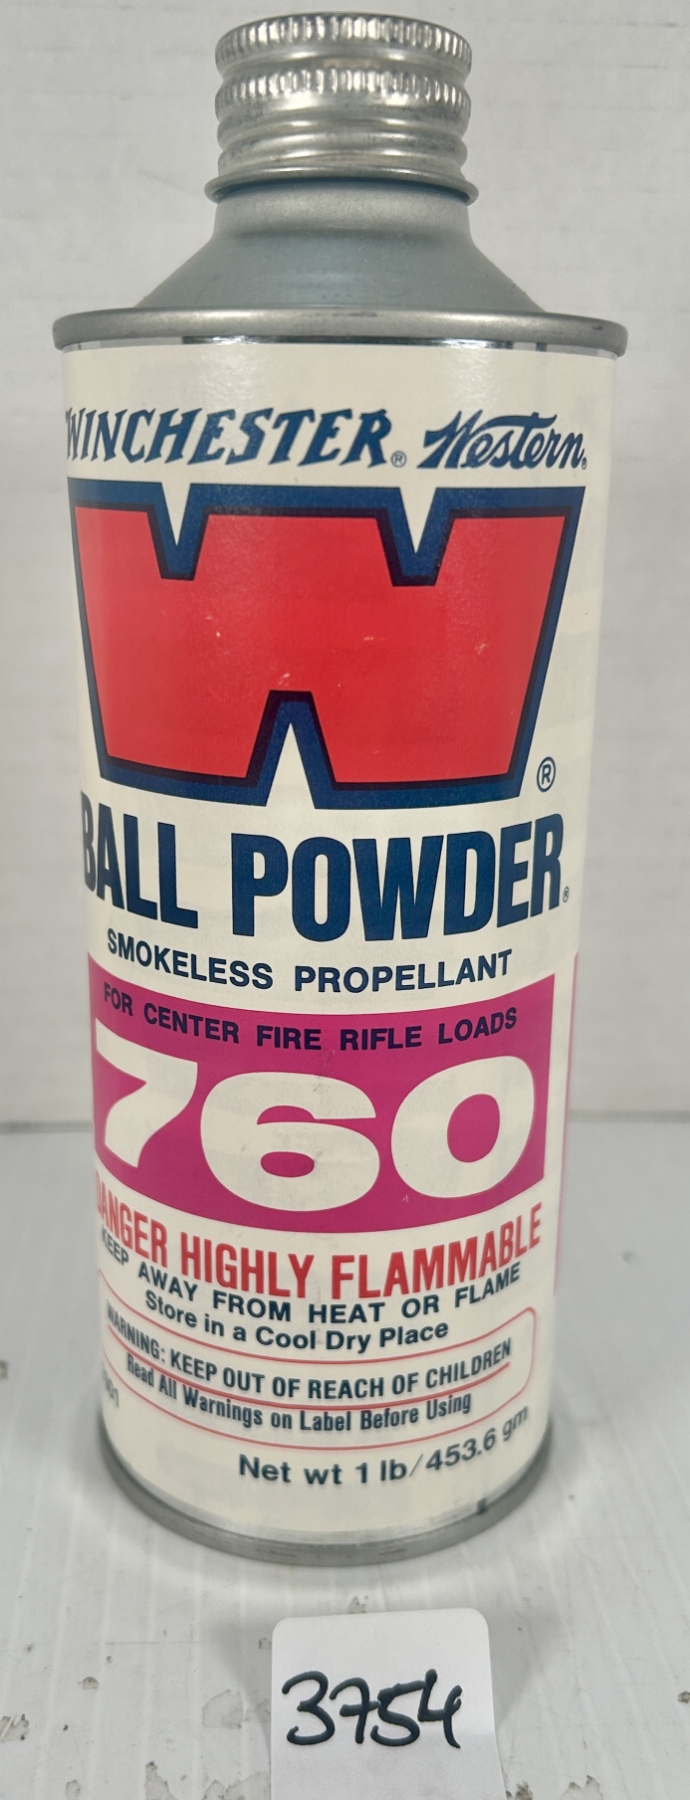 WINCHESTER® Western®
W®
BALL POWDER®
SMOKELESS PROPELLANT
FOR CENTER FIRE RIFLE LOADS
760
DANGER HIGHLY FLAMMABLE
KEEP AWAY FROM HEAT OR FLAME
Store in a Cool Dry Place
WARNING: KEEP OUT OF REACH OF CHILDREN
Read All Warnings on Label Before Using
Net wt 1 lb/453.6 gm
3754